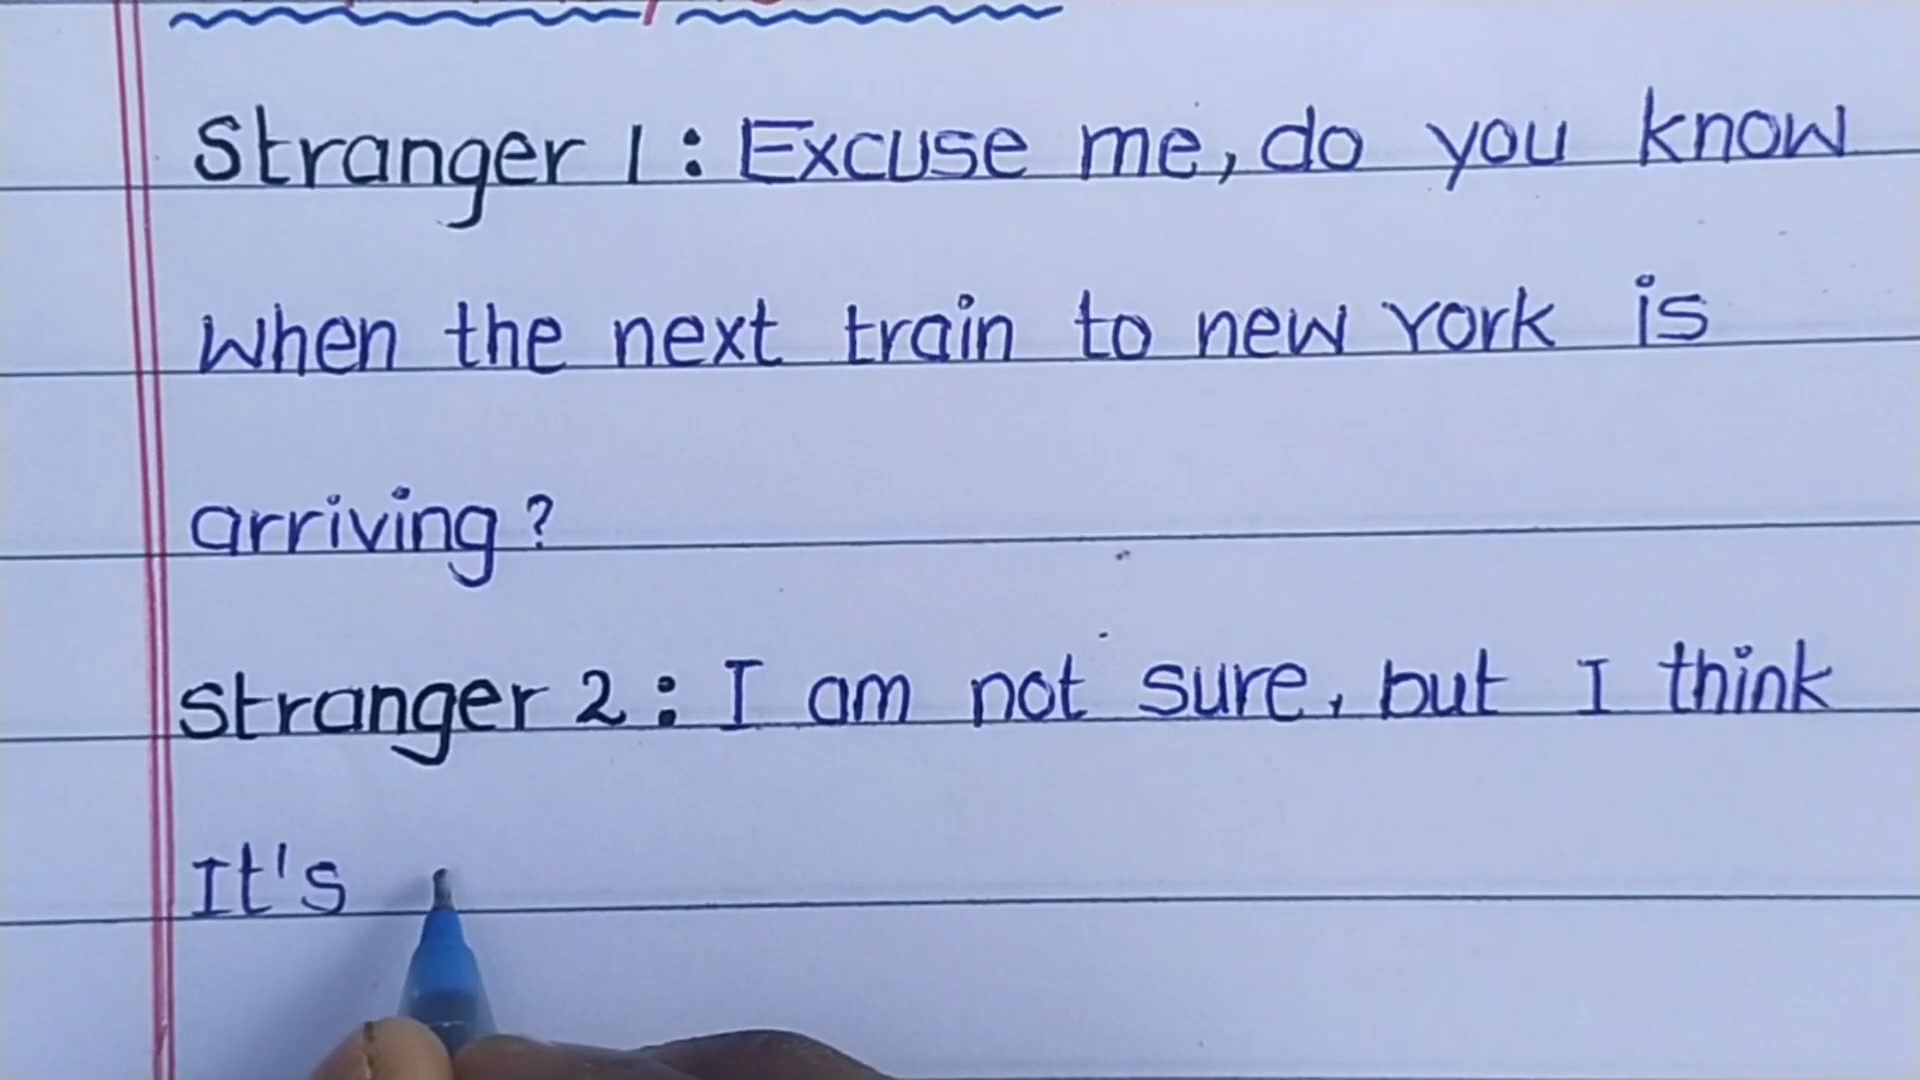 Stranger 1: Excuse me, do you know
when the next train to new York is
arriving?
Stranger 2: I am not sure, but I think
It's